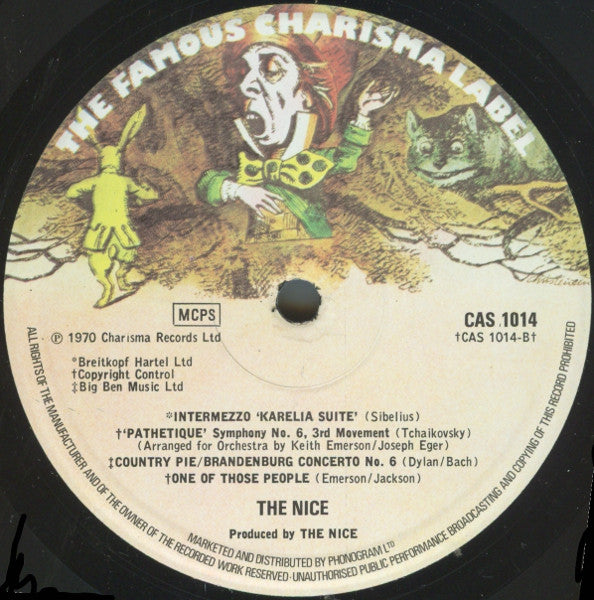 THE FAMOUS CHARISMA LABEL
MCPS
℗ 1970 Charisma Records Ltd
CAS 1014
†CAS 1014-B†
*Breitkopf Hartel Ltd
†Copyright Control
‡Big Ben Music Ltd
*INTERMEZZO ‘KARELIA SUITE’ (Sibelius)
†‘PATHETIQUE’ Symphony No. 6, 3rd Movement (Tchaikovsky)
(Arranged for Orchestra by Keith Emerson/Joseph Eger)
‡COUNTRY PIE/BRANDENBURG CONCERTO No. 6 (Dylan/Bach)
†ONE OF THOSE PEOPLE (Emerson/Jackson)
THE NICE
Produced by THE NICE
MARKETED AND DISTRIBUTED BY PHONOGRAM LTD
ALL RIGHTS OF THE MANUFACTURER AND OF THE OWNER OF THE RECORDED WORK RESERVED · UNAUTHORISED PUBLIC PERFORMANCE BROADCASTING AND COPYING OF THIS RECORD PROHIBITED